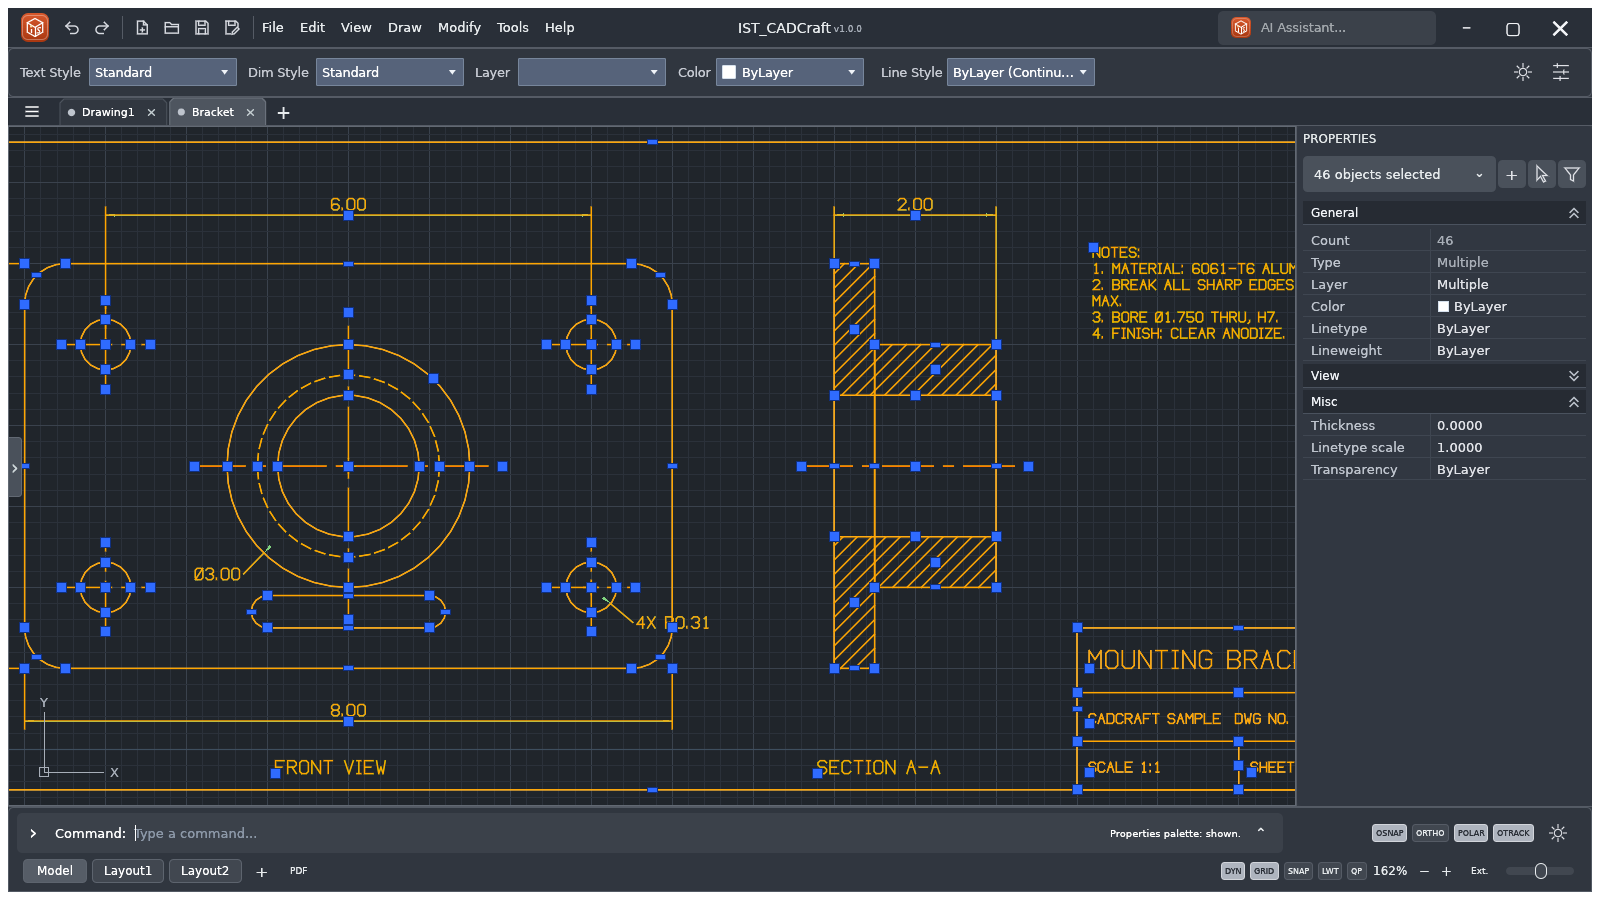 File Edit View Draw Modify Tools Help
IST_CADCraft v1.0.0
AI Assistant...
Text Style Standard
Dim Style Standard
Layer
Color ByLayer
Line Style ByLayer (Continu...
Drawing1
Bracket
PROPERTIES
46 objects selected
General
Count 46
Type Multiple
Layer Multiple
Color ByLayer
Linetype ByLayer
Lineweight ByLayer
View
Misc
Thickness 0.0000
Linetype scale 1.0000
Transparency ByLayer
6.00
2.00
NOTES:
1. MATERIAL: 6061-T6 ALUM
2. BREAK ALL SHARP EDGES
MAX.
3. BORE Ø1.750 THRU, H7.
4. FINISH: CLEAR ANODIZE.
Ø3.00
4X
0.31
8.00
Y
X
FRONT VIEW
SECTION A-A
MOUNTING BRAC
CADCRAFT SAMPLE DWG NO.
SCALE 1:1
SHEET
Command: Type a command...
Properties palette: shown.
OSNAP ORTHO POLAR OTRACK
Model Layout1 Layout2 + PDF
DYN GRID SNAP LWT QP 162% − + Ext.